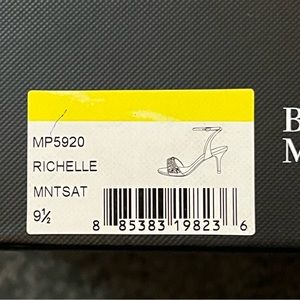 MP5920
RICHELLE
MNTSAT
9½
8 85383 19823 6
B
M